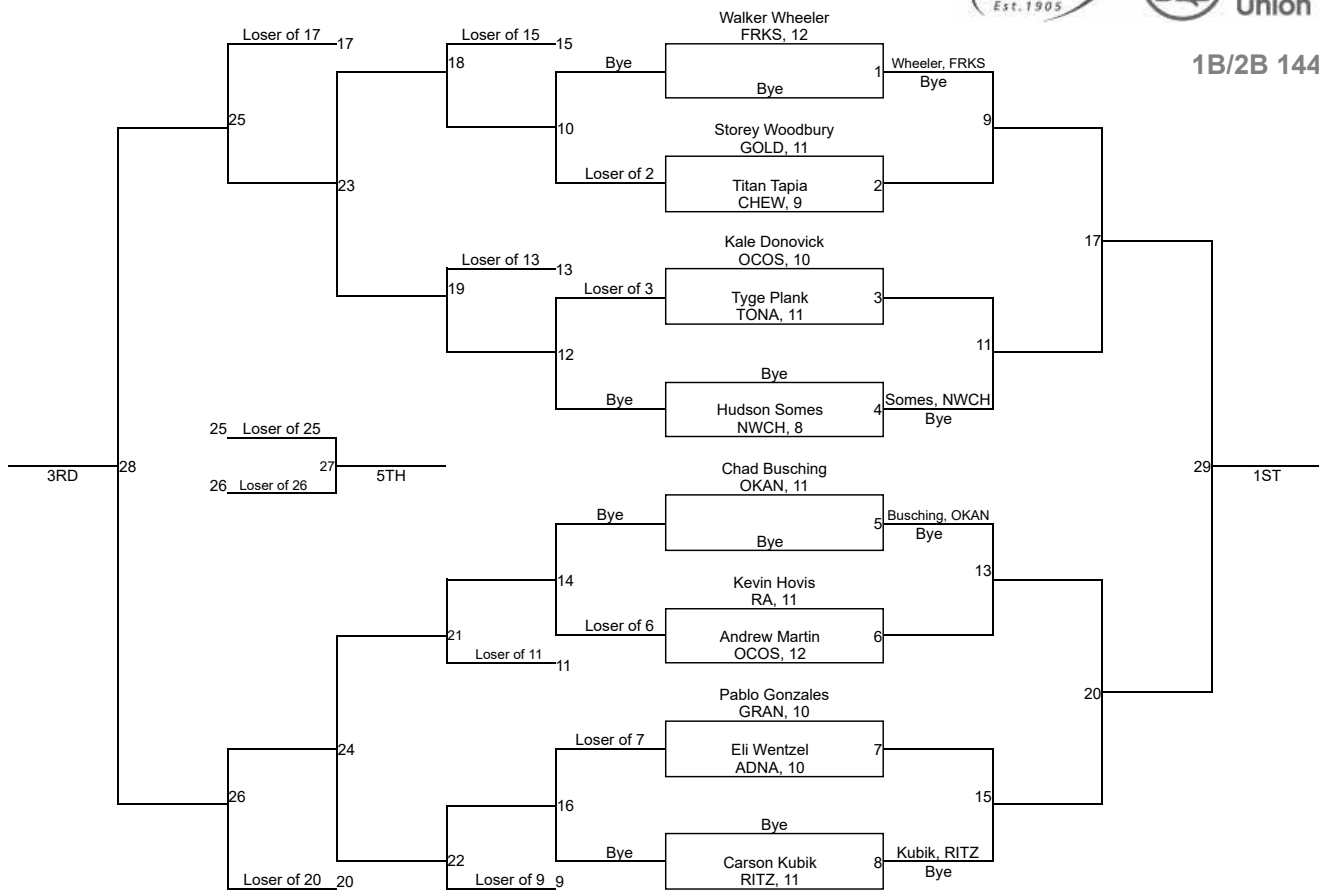 Est.1905
Union
1B/2B 144
Walker Wheeler
FRKS, 12
Loser of 17
17
Loser of 15
15
18
Bye
1
Wheeler, FRKS
Bye
Bye
25
10
9
Storey Woodbury
GOLD, 11
Loser of 2
Titan Tapia
2
CHEW, 9
23
Kale Donovick
OCOS, 10
17
Loser of 13
13
19
Loser of 3
Tyge Plank
3
TONA, 11
12
11
Bye
Bye
Hudson Somes
4
Somes, NWCH
NWCH, 8
Bye
25
Loser of 25
3RD
28
27
5TH
26
Loser of 26
Chad Busching
OKAN, 11
29
1ST
Bye
5
Busching, OKAN
Bye
Bye
14
13
Kevin Hovis
RA, 11
Loser of 6
Andrew Martin
6
OCOS, 12
21
Loser of 11
11
Pablo Gonzales
GRAN, 10
20
Loser of 7
24
Eli Wentzel
7
ADNA, 10
26
16
15
Bye
22
Bye
Carson Kubik
8
Kubik, RITZ
RITZ, 11
Bye
Loser of 20
20
Loser of 9
9